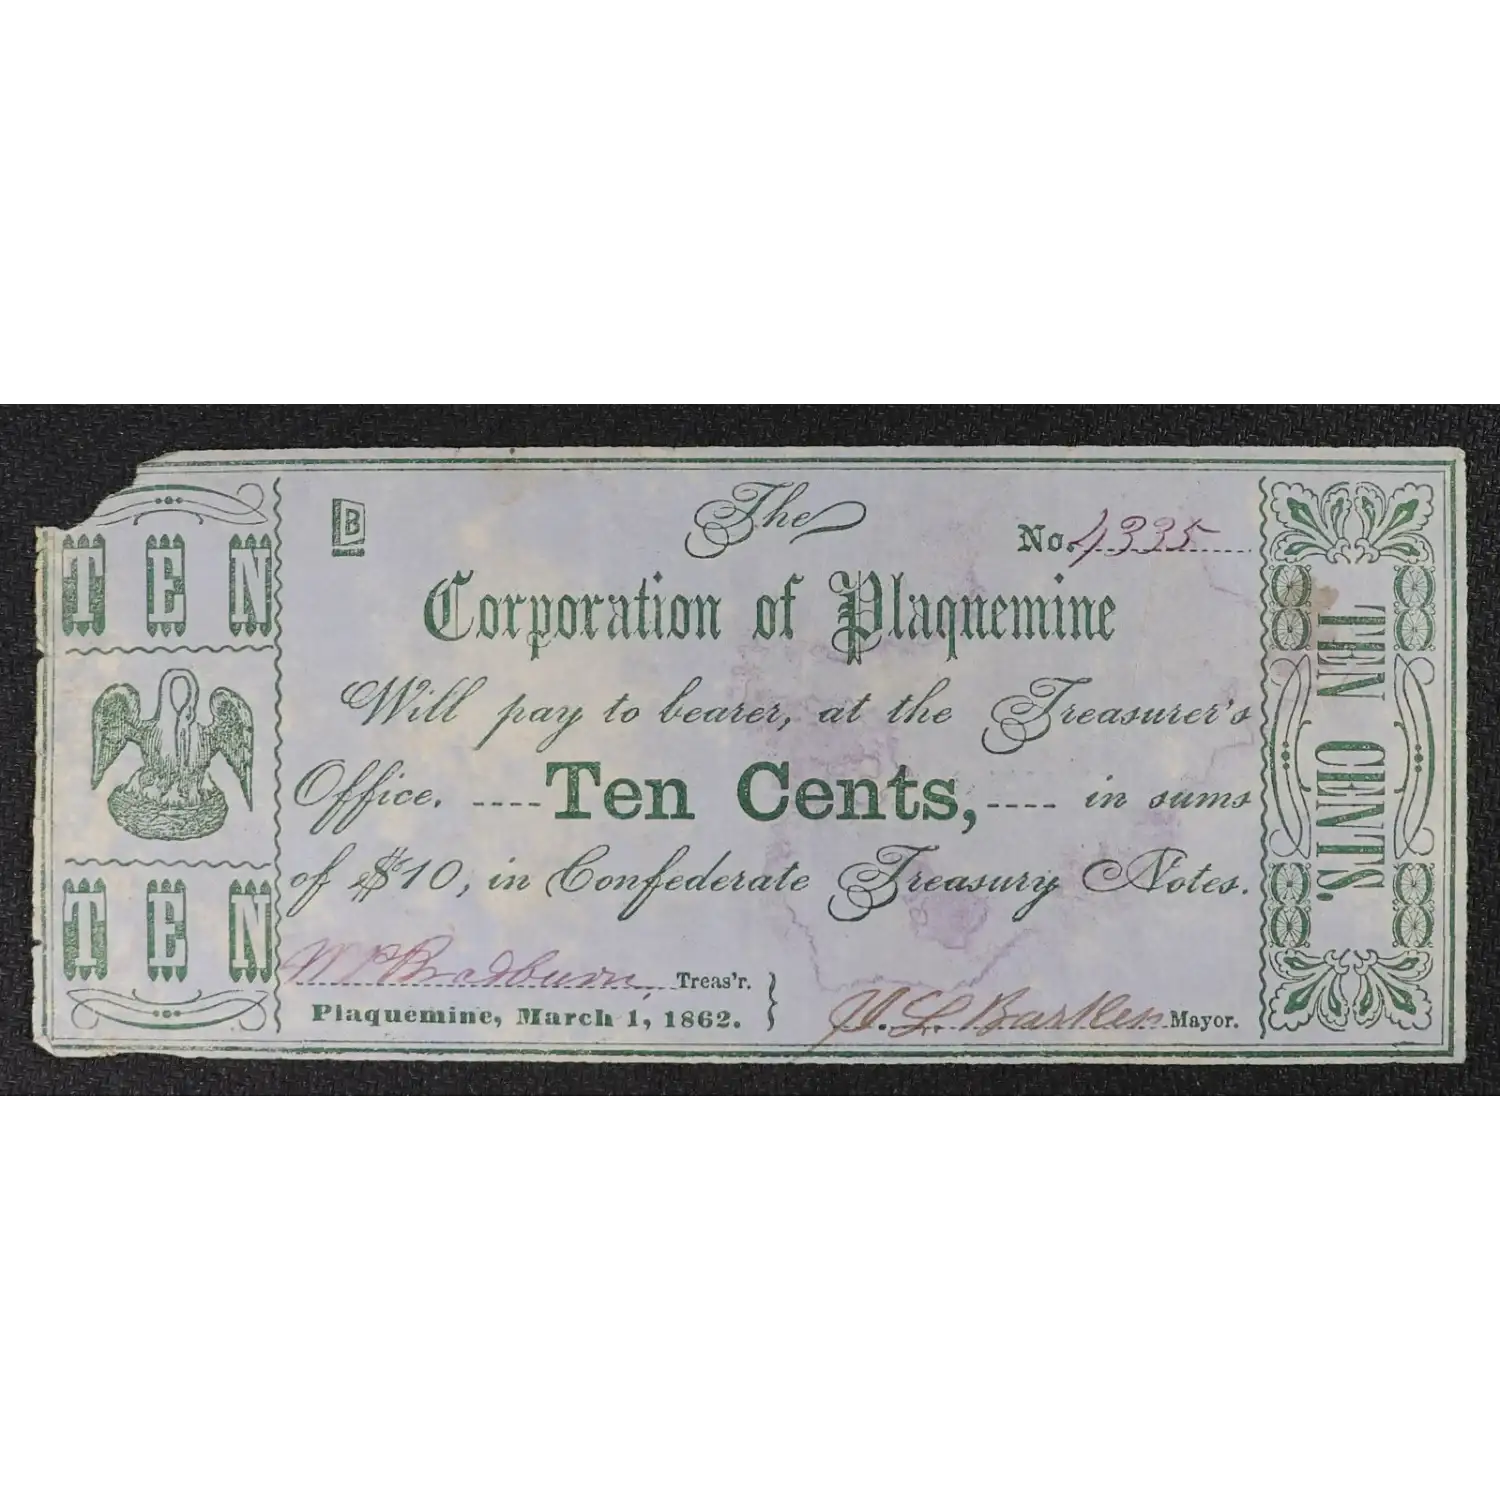 TEN
TEN
B
The
No. 4335
Corporation of Plaquemine
Will pay to bearer, at the Treasurer's
Office. ----Ten Cents,---- in sums
of $10, in Confederate Treasury Notes.
Bradburn, Treas'r.
Plaquemine, March 1, 1862.
L. Mayor.
TEN CENTS.